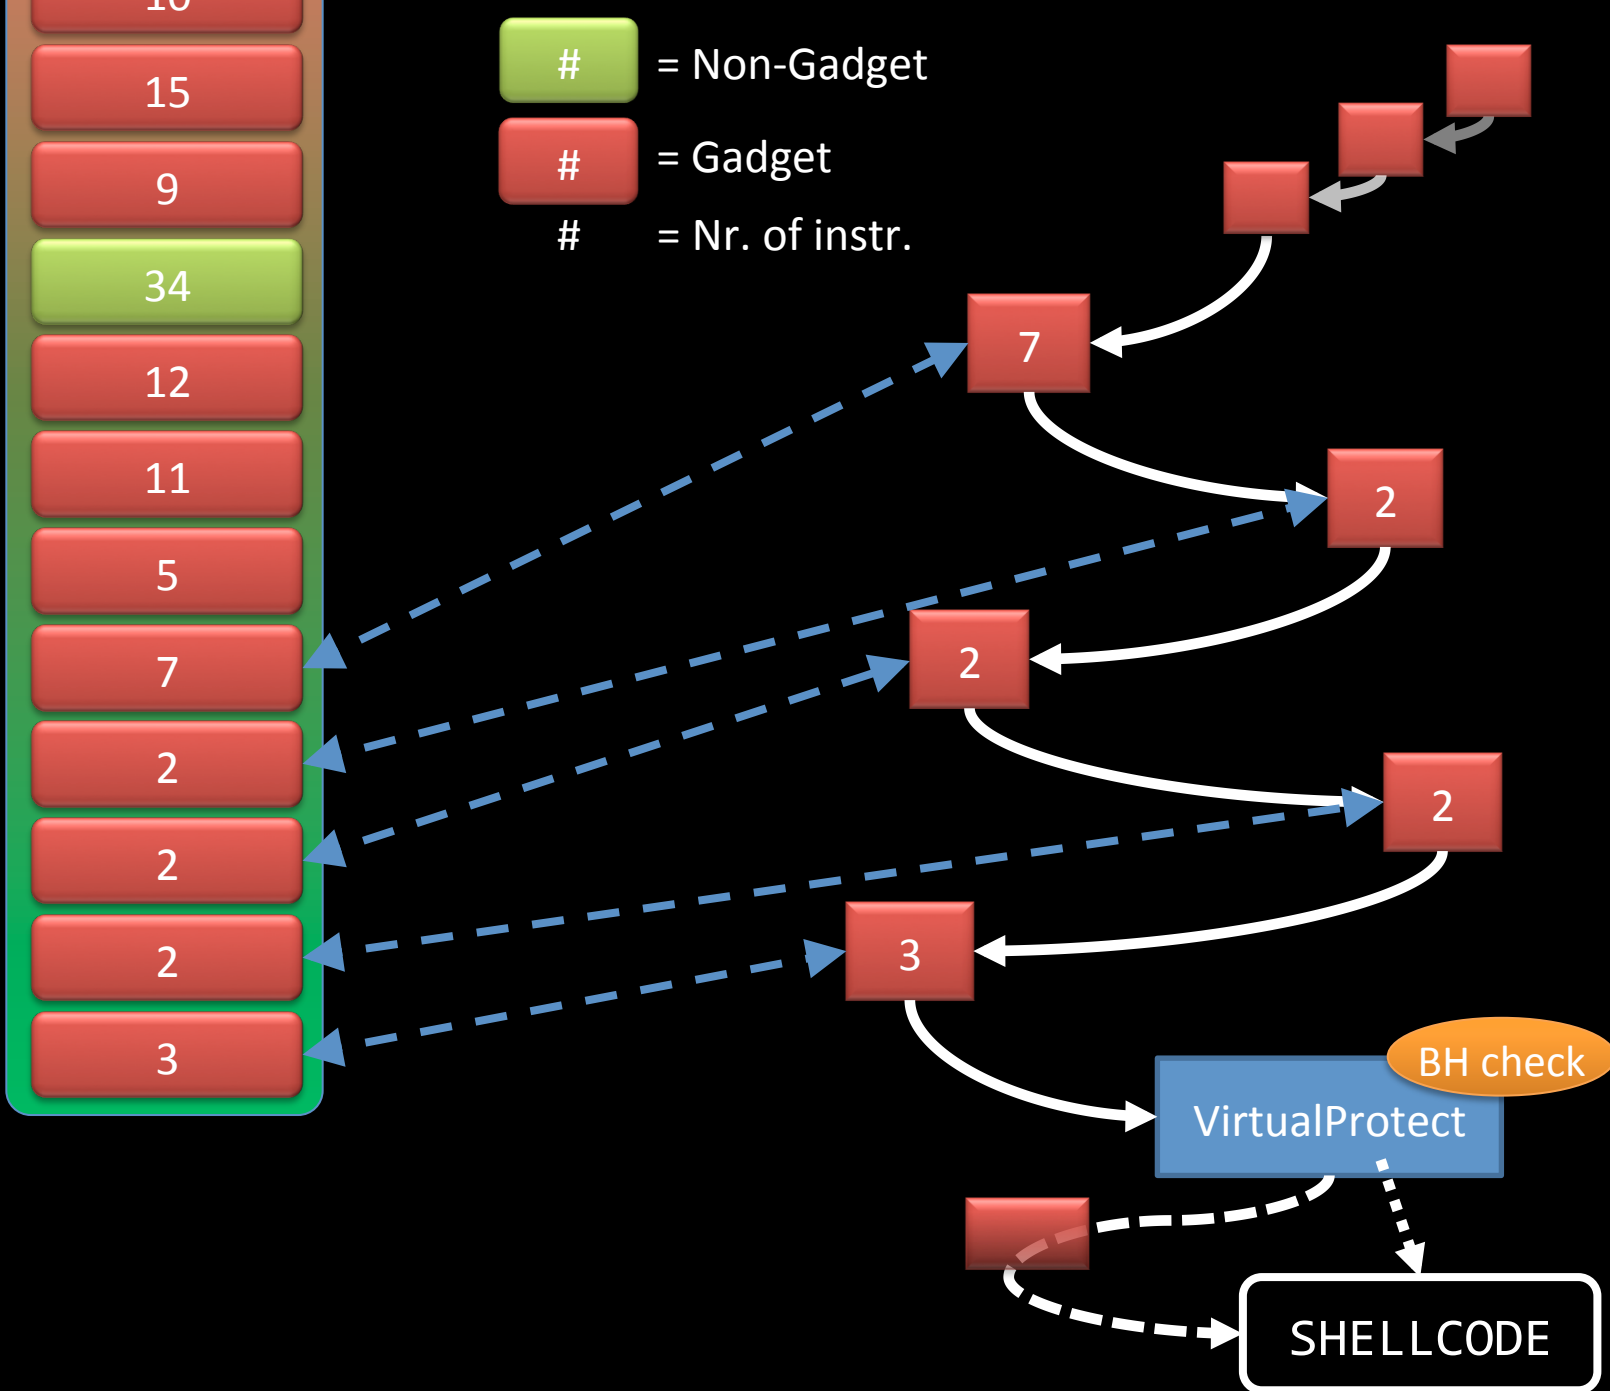 15
9
34
12
11
5
7
2
2
2
3
# = Non-Gadget
# = Gadget
# = Nr. of instr.
7
2
2
2
3
BH check
VirtualProtect
SHELLCODE